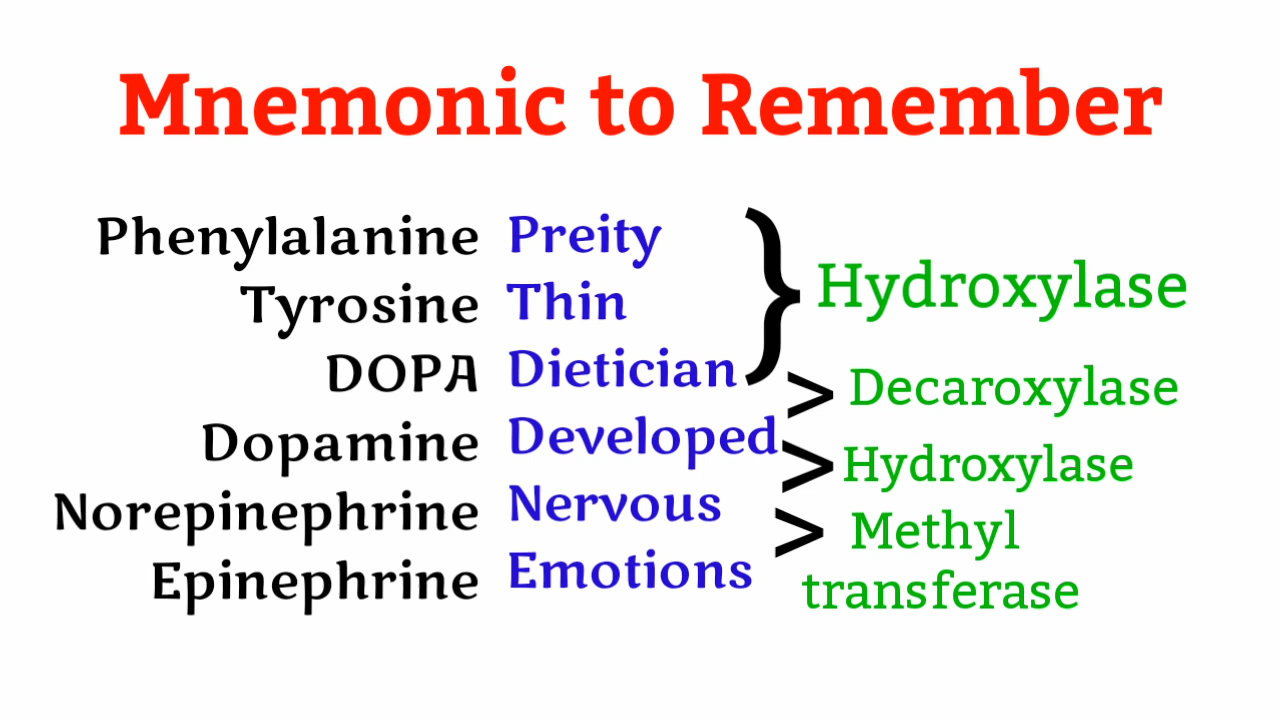 Mnemonic to Remember
Phenylalanine Preity
Tyrosine Thin
DOPA Dietician
Dopamine Developed
Norepinephrine Nervous
Epinephrine Emotions
} Hydroxylase
> Decaroxylase
> Hydroxylase
> Methyl
transferase